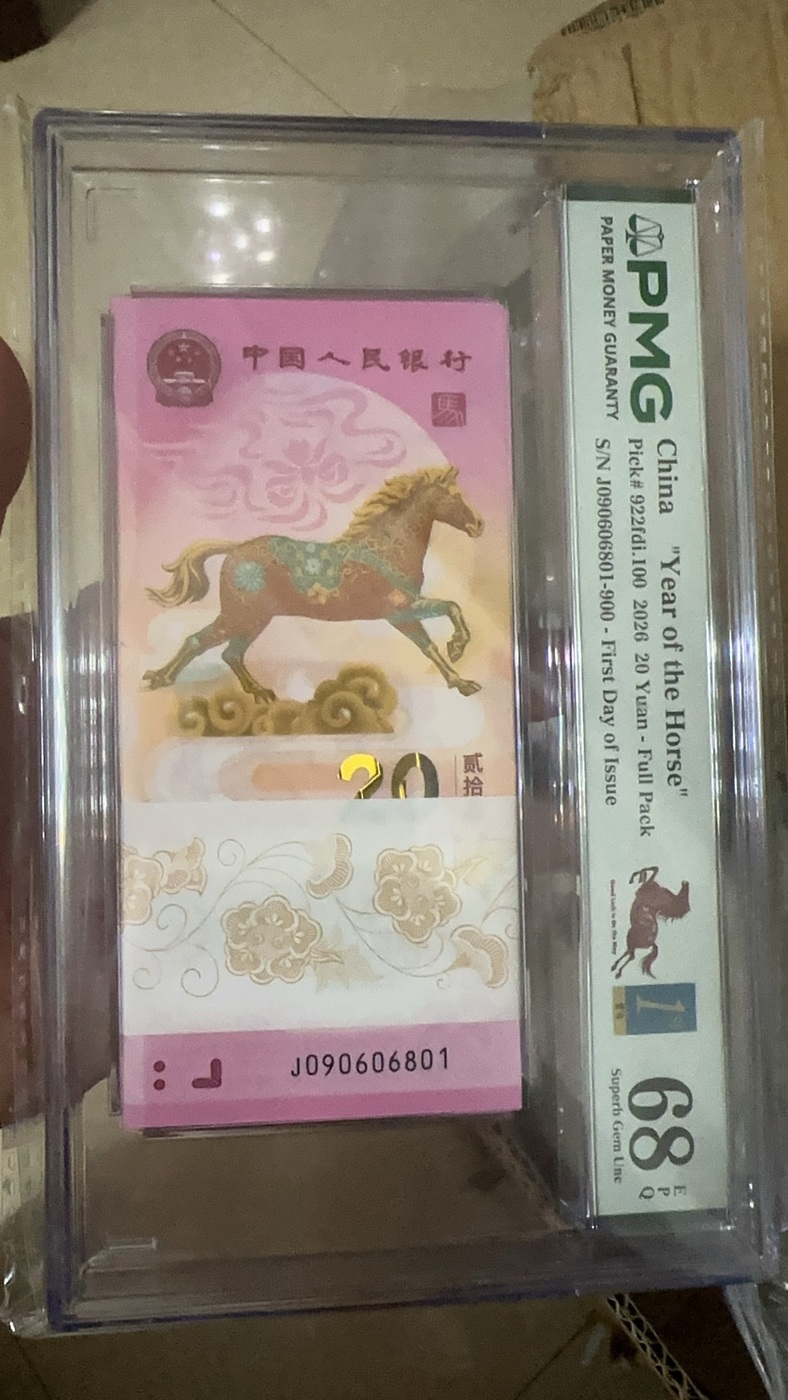 PMG
PAPER MONEY GUARANTY
China "Year of the Horse"
Pick# 922fdi.100 2026 20 Yuan - Full Pack
S/N J090606801-900 - First Day of Issue
1st
68
EPQ
Superb Gem Unc
中国人民银行
馬
20
贰拾
J090606801